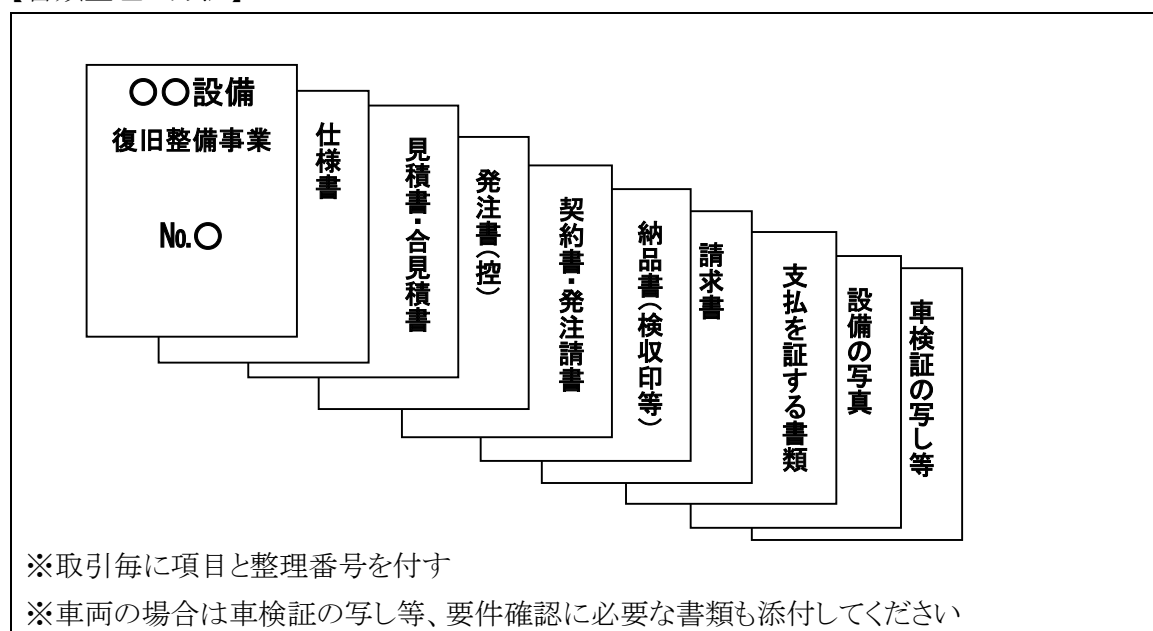 〇〇設備
復旧整備事業
№〇
仕様書
見積書・合見積書
発注書(控)
契約書・発注請書
納品書(検収印等)
請求書
支払を証する書類
設備の写真
車検証の写し等
※取引毎に項目と整理番号を付す
※車両の場合は車検証の写し等、要件確認に必要な書類も添付してください